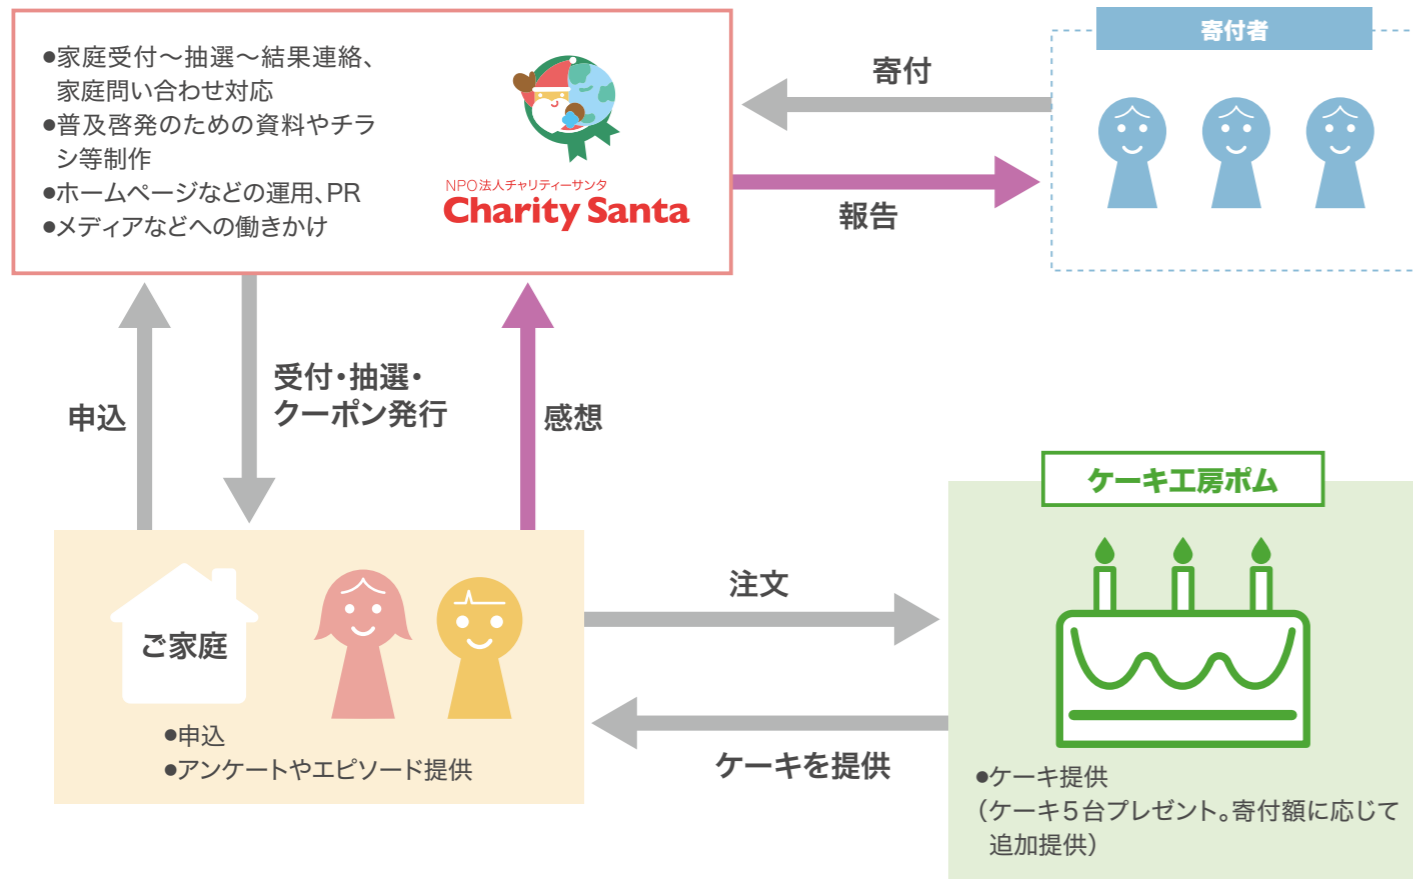 ●家庭受付～抽選～結果連絡、
家庭問い合わせ対応
●普及啓発のための資料やチラ
シ等制作
●ホームページなどの運用、PR
●メディアなどへの働きかけ
NPO法人チャリティーサンタ
Charity Santa
寄付
報告
寄付者
申込
受付・抽選・
クーポン発行
感想
ご家庭
●申込
●アンケートやエピソード提供
注文
ケーキを提供
ケーキ工房ポム
●ケーキ提供
（ケーキ5台プレゼント。寄付額に応じて
追加提供）